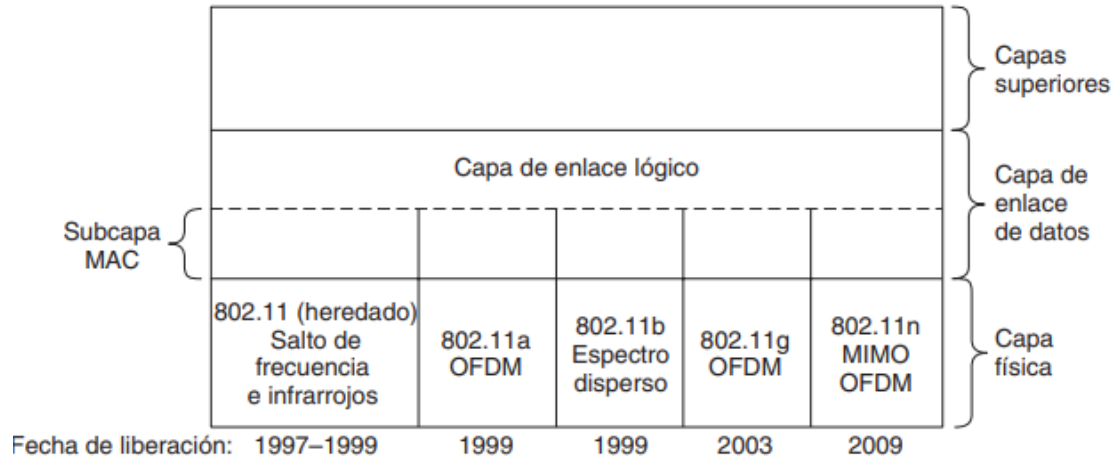 Capas
superiores
Capa de enlace lógico
Capa de
enlace
de datos
Subcapa
MAC
802.11 (heredado)
Salto de
frecuencia
e infrarrojos
802.11a
OFDM
802.11b
Espectro
disperso
802.11g
OFDM
802.11n
MIMO
OFDM
Capa
física
Fecha de liberación: 1997–1999 1999 1999 2003 2009